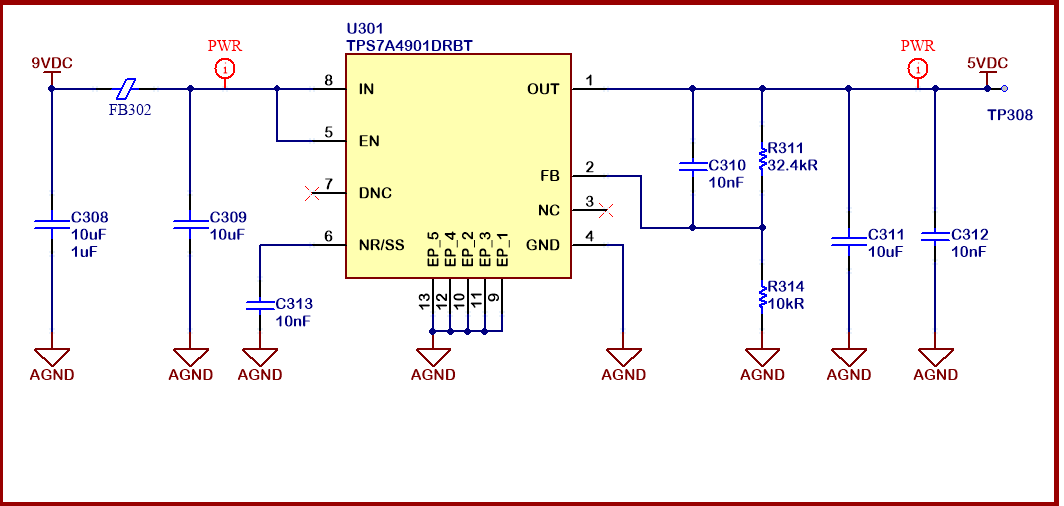 U301
TPS7A4901DRBT
9VDC
PWR
1
FB302
8
IN
OUT
1
PWR
1
5VDC
TP308
5
EN
7
DNC
6
NR/SS
FB
2
NC
3
GND
4
EP_5
EP_4
EP_2
EP_3
EP_1
13
12
10
11
9
C308
10uF
1uF
C309
10uF
C313
10nF
C310
10nF
R311
32.4kR
R314
10kR
C311
10uF
C312
10nF
AGND
AGND
AGND
AGND
AGND
AGND
AGND
AGND